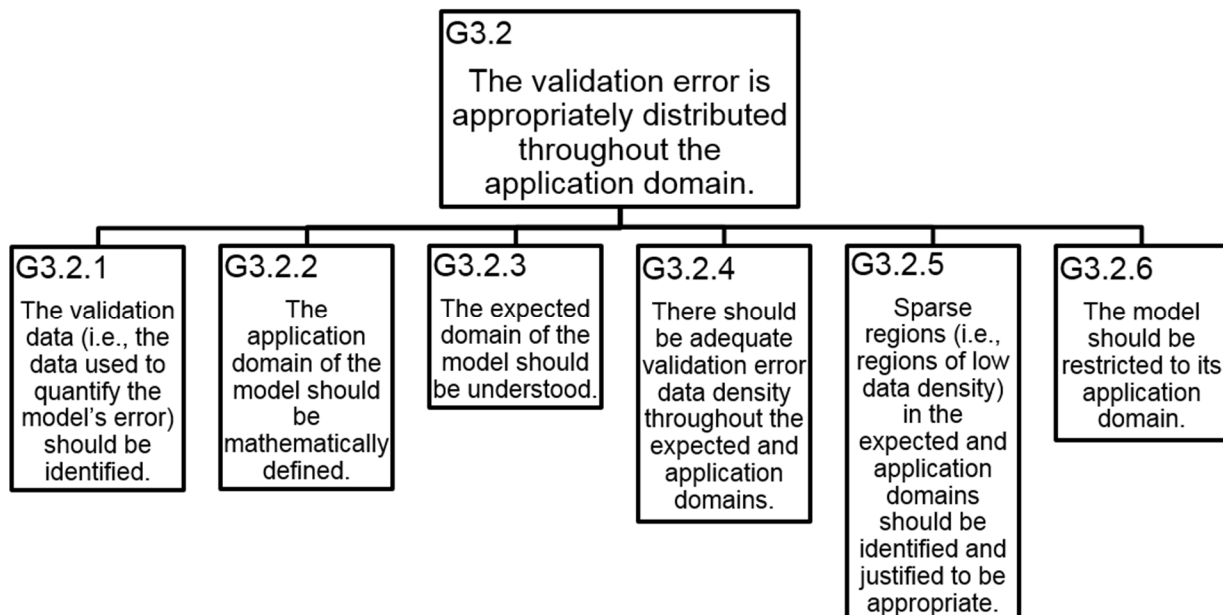 G3.2
The validation error is
appropriately distributed
throughout the
application domain.
G3.2.1
The validation
data (i.e., the
data used to
quantify the
model's error)
should be
identified.
G3.2.2
The
application
domain of the
model should
be
mathematically
defined.
G3.2.3
The expected
domain of the
model should
be understood.
G3.2.4
There should
be adequate
validation error
data density
throughout the
expected and
application
domains.
G3.2.5
Sparse
regions (i.e.,
regions of low
data density)
in the
expected and
application
domains
should be
identified and
justified to be
appropriate.
G3.2.6
The model
should be
restricted to its
application
domain.